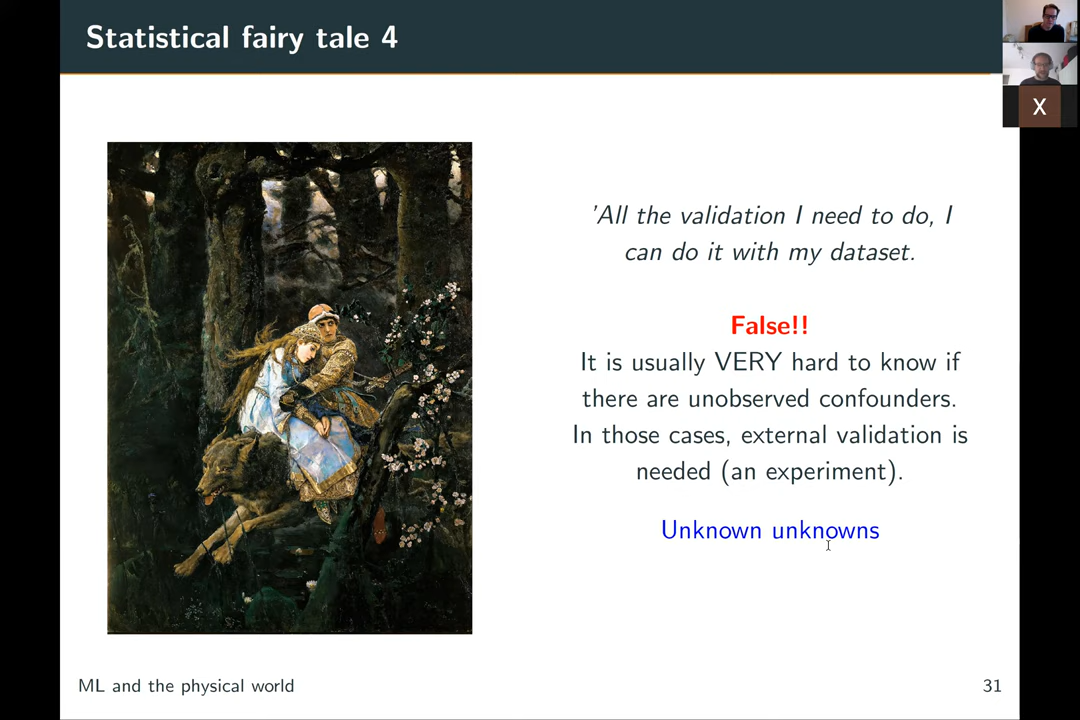 Statistical fairy tale 4
X
'All the validation I need to do, I
can do it with my dataset.
False!!
It is usually VERY hard to know if
there are unobserved confounders.
In those cases, external validation is
needed (an experiment).
Unknown unknowns
ML and the physical world
31